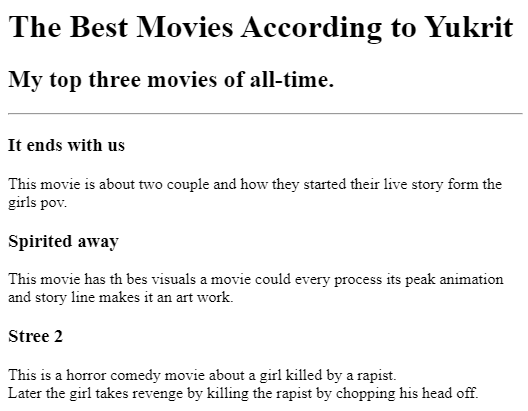 The Best Movies According to Yukrit
My top three movies of all-time.
It ends with us
This movie is about two couple and how they started their live story form the
girls pov.
Spirited away
This movie has th bes visuals a movie could every process its peak animation
and story line makes it an art work.
Stree 2
This is a horror comedy movie about a girl killed by a rapist.
Later the girl takes revenge by killing the rapist by chopping his head off.